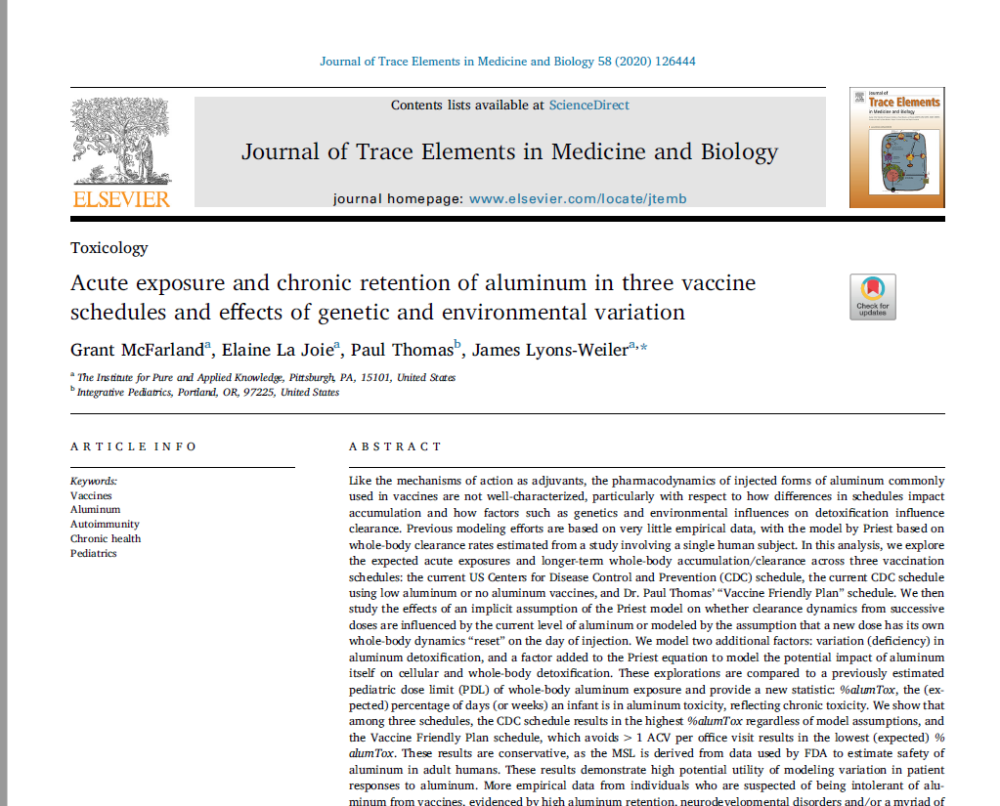 Journal of Trace Elements in Medicine and Biology 58 (2020) 126444
Contents lists available at ScienceDirect
Journal of Trace Elements in Medicine and Biology
journal homepage: www.elsevier.com/locate/jtemb
ELSEVIER
Journal of
Trace Elements
in Medicine and Biology
Toxicology
Acute exposure and chronic retention of aluminum in three vaccine
schedules and effects of genetic and environmental variation
Check for
updates
Grant McFarlandᵃ, Elaine La Joieᵃ, Paul Thomasᵇ, James Lyons-Weilerᵃ,*
ᵃ The Institute for Pure and Applied Knowledge, Pittsburgh, PA, 15101, United States
ᵇ Integrative Pediatrics, Portland, OR, 97225, United States
ARTICLE INFO
Keywords:
Vaccines
Aluminum
Autoimmunity
Chronic health
Pediatrics
ABSTRACT
Like the mechanisms of action as adjuvants, the pharmacodynamics of injected forms of aluminum commonly
used in vaccines are not well-characterized, particularly with respect to how differences in schedules impact
accumulation and how factors such as genetics and environmental influences on detoxification influence
clearance. Previous modeling efforts are based on very little empirical data, with the model by Priest based on
whole-body clearance rates estimated from a study involving a single human subject. In this analysis, we explore
the expected acute exposures and longer-term whole-body accumulation/clearance across three vaccination
schedules: the current US Centers for Disease Control and Prevention (CDC) schedule, the current CDC schedule
using low aluminum or no aluminum vaccines, and Dr. Paul Thomas' “Vaccine Friendly Plan” schedule. We then
study the effects of an implicit assumption of the Priest model on whether clearance dynamics from successive
doses are influenced by the current level of aluminum or modeled by the assumption that a new dose has its own
whole-body dynamics “reset” on the day of injection. We model two additional factors: variation (deficiency) in
aluminum detoxification, and a factor added to the Priest equation to model the potential impact of aluminum
itself on cellular and whole-body detoxification. These explorations are compared to a previously estimated
pediatric dose limit (PDL) of whole-body aluminum exposure and provide a new statistic: %alumTox, the (ex-
pected) percentage of days (or weeks) an infant is in aluminum toxicity, reflecting chronic toxicity. We show that
among three schedules, the CDC schedule results in the highest %alumTox regardless of model assumptions, and
the Vaccine Friendly Plan schedule, which avoids > 1 ACV per office visit results in the lowest (expected) %
alumTox. These results are conservative, as the MSL is derived from data used by FDA to estimate safety of
aluminum in adult humans. These results demonstrate high potential utility of modeling variation in patient
responses to aluminum. More empirical data from individuals who are suspected of being intolerant of alu-
minum from vaccines, evidenced by high aluminum retention, neurodevelopmental disorders and/or a myriad of